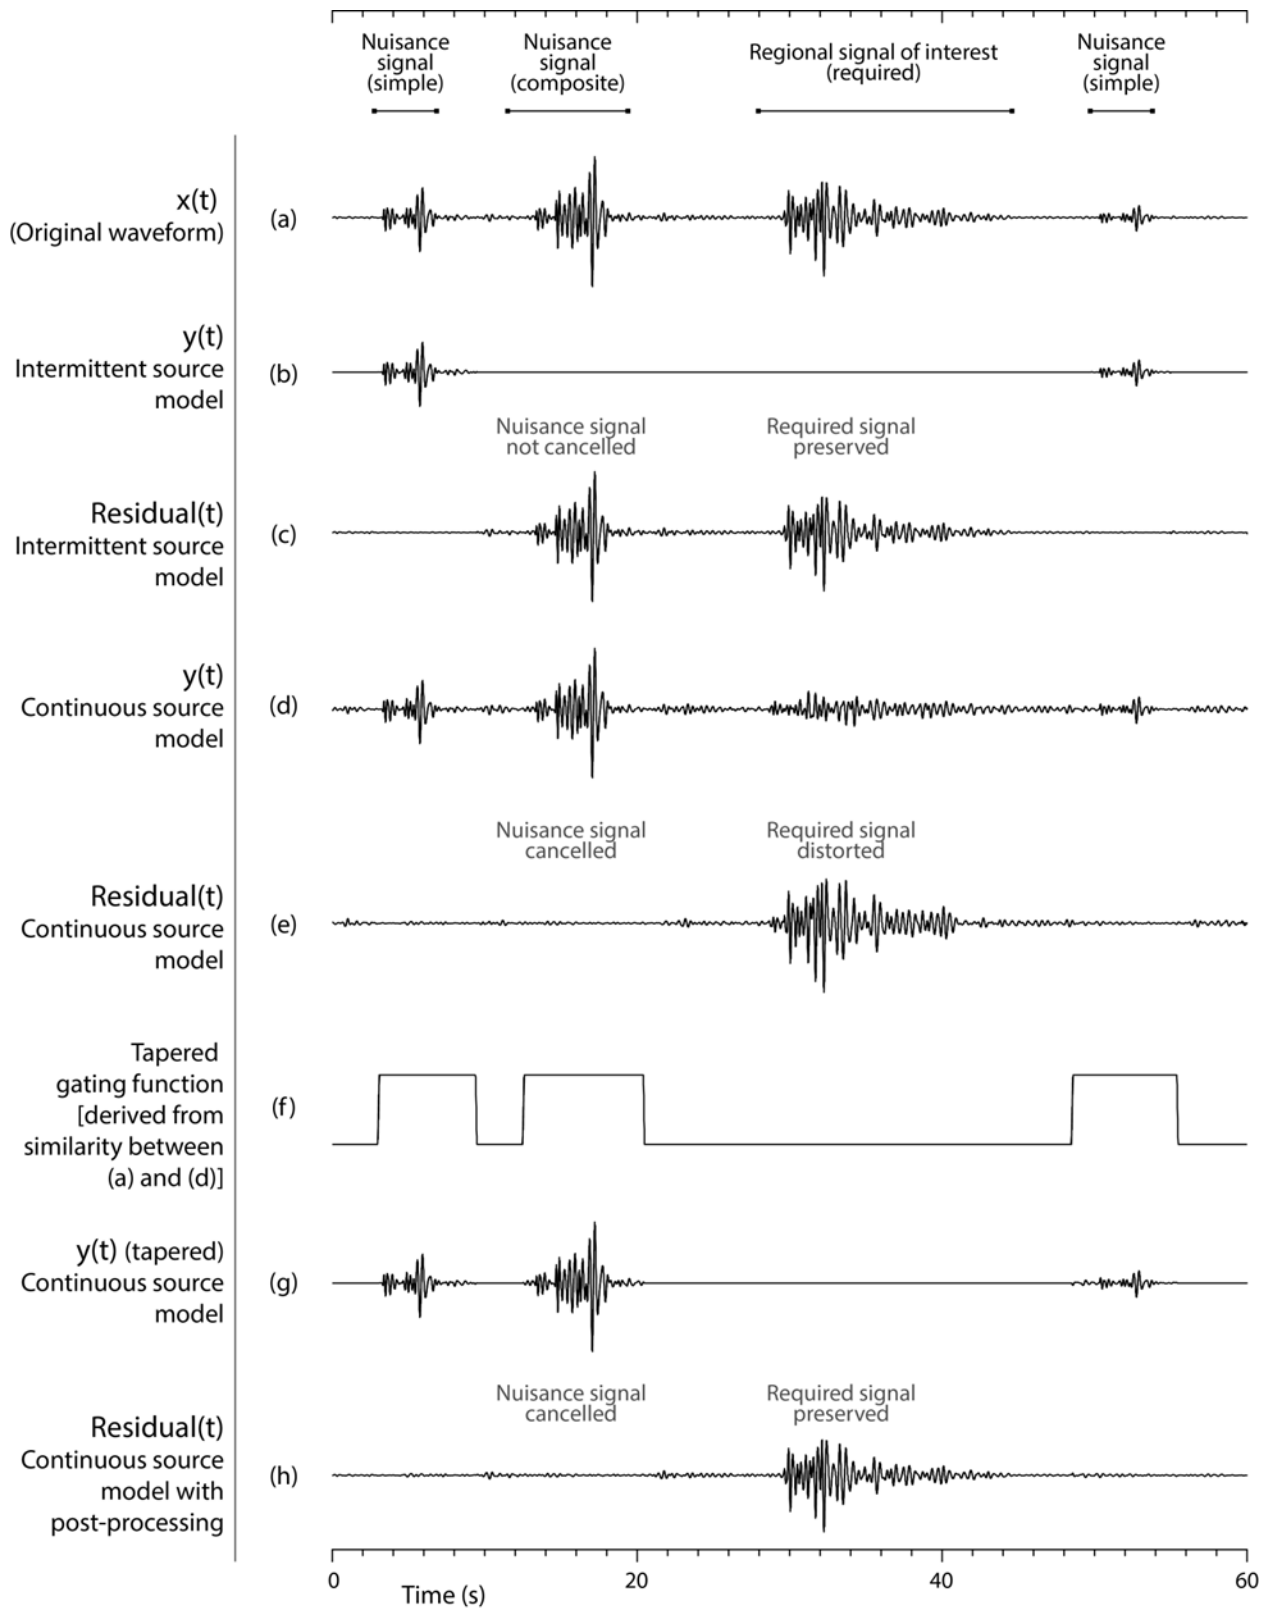 Nuisance
signal
(simple)
Nuisance
signal
(composite)
Regional signal of interest
(required)
Nuisance
signal
(simple)
x(t)
(Original waveform)
(a)
y(t)
Intermittent source
model
(b)
Nuisance signal
not cancelled
Required signal
preserved
Residual(t)
Intermittent source
model
(c)
y(t)
Continuous source
model
(d)
Nuisance signal
cancelled
Required signal
distorted
Residual(t)
Continuous source
model
(e)
Tapered
gating function
[derived from
similarity between
(a) and (d)]
(f)
y(t) (tapered)
Continuous source
model
(g)
Nuisance signal
cancelled
Required signal
preserved
Residual(t)
Continuous source
model with
post-processing
(h)
0
20
40
60
Time (s)